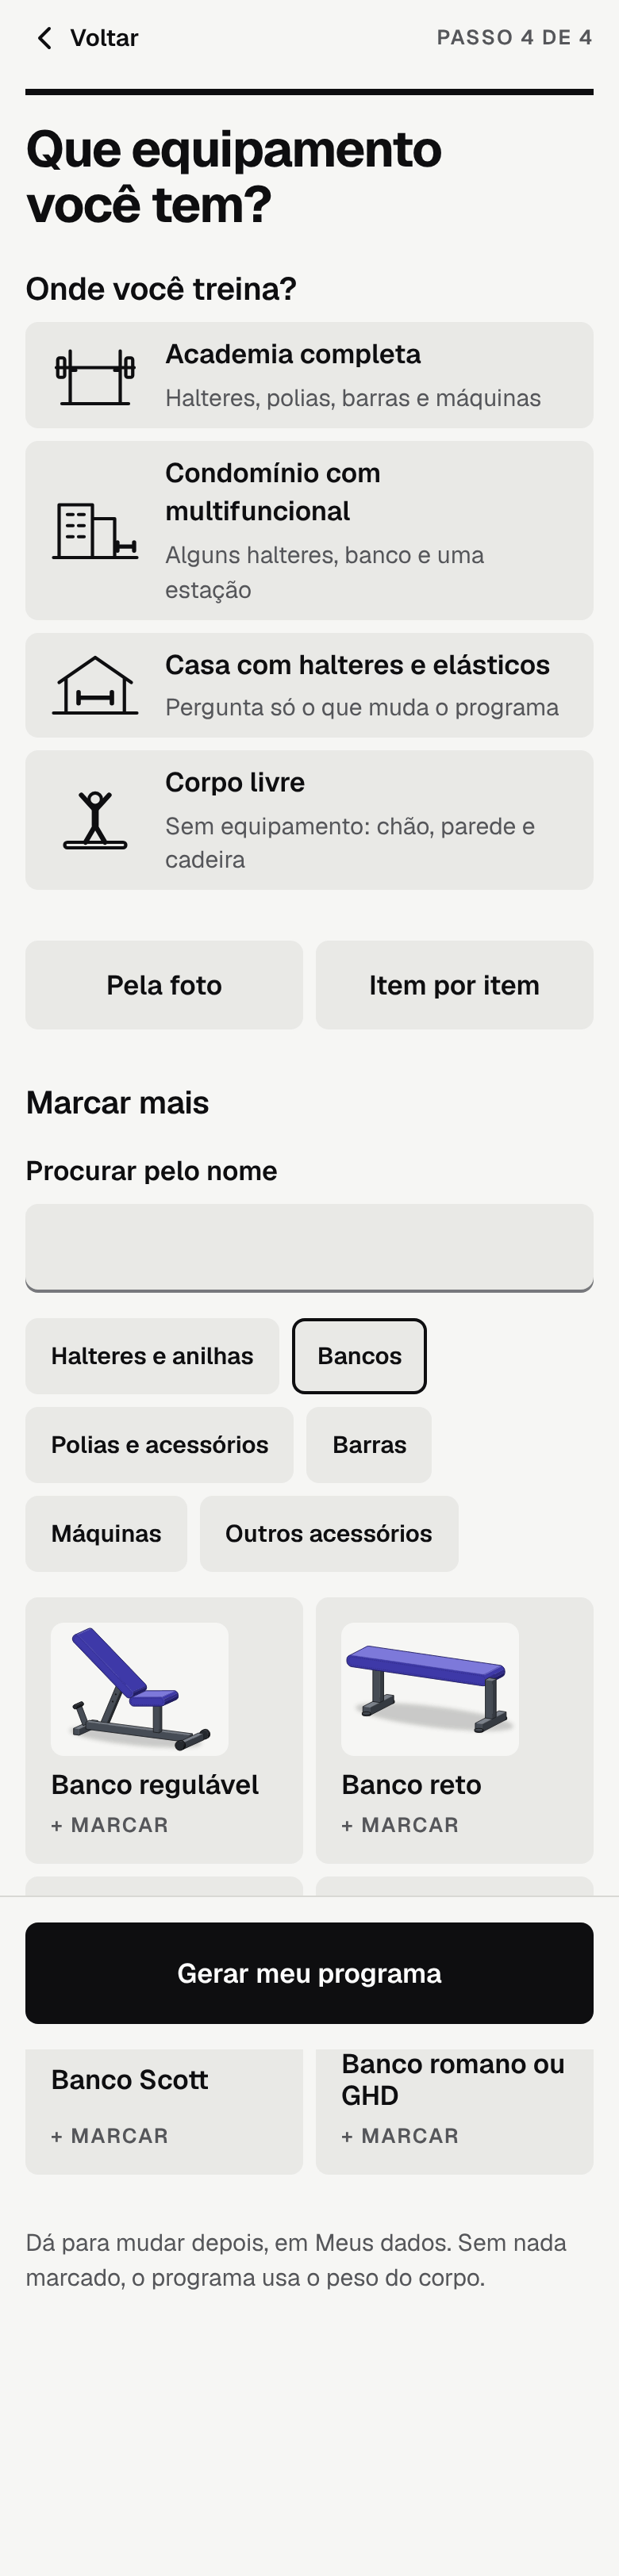 Voltar
PASSO 4 DE 4
Que equipamento
você tem?
Onde você treina?
Academia completa
Halteres, polias, barras e máquinas
Condomínio com
multifuncional
Alguns halteres, banco e uma
estação
Casa com halteres e elásticos
Pergunta só o que muda o programa
Corpo livre
Sem equipamento: chão, parede e
cadeira
Pela foto
Item por item
Marcar mais
Procurar pelo nome
Halteres e anilhas
Bancos
Polias e acessórios
Barras
Máquinas
Outros acessórios
Banco regulável
+ MARCAR
Banco reto
+ MARCAR
Gerar meu programa
Banco Scott
+ MARCAR
Banco romano ou
GHD
+ MARCAR
Dá para mudar depois, em Meus dados. Sem nada
marcado, o programa usa o peso do corpo.